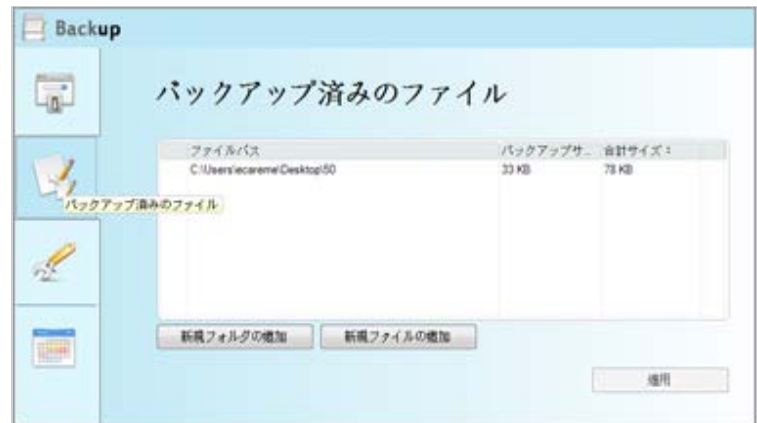 Backup
バックアップ済みのファイル
ファイルパス バックアップサ... 合計サイズ:
C:\Users\ecareme\Desktop\50 33 KB 78 KB
バックアップ済みのファイル
新規フォルダの追加 新規ファイルの追加
適用